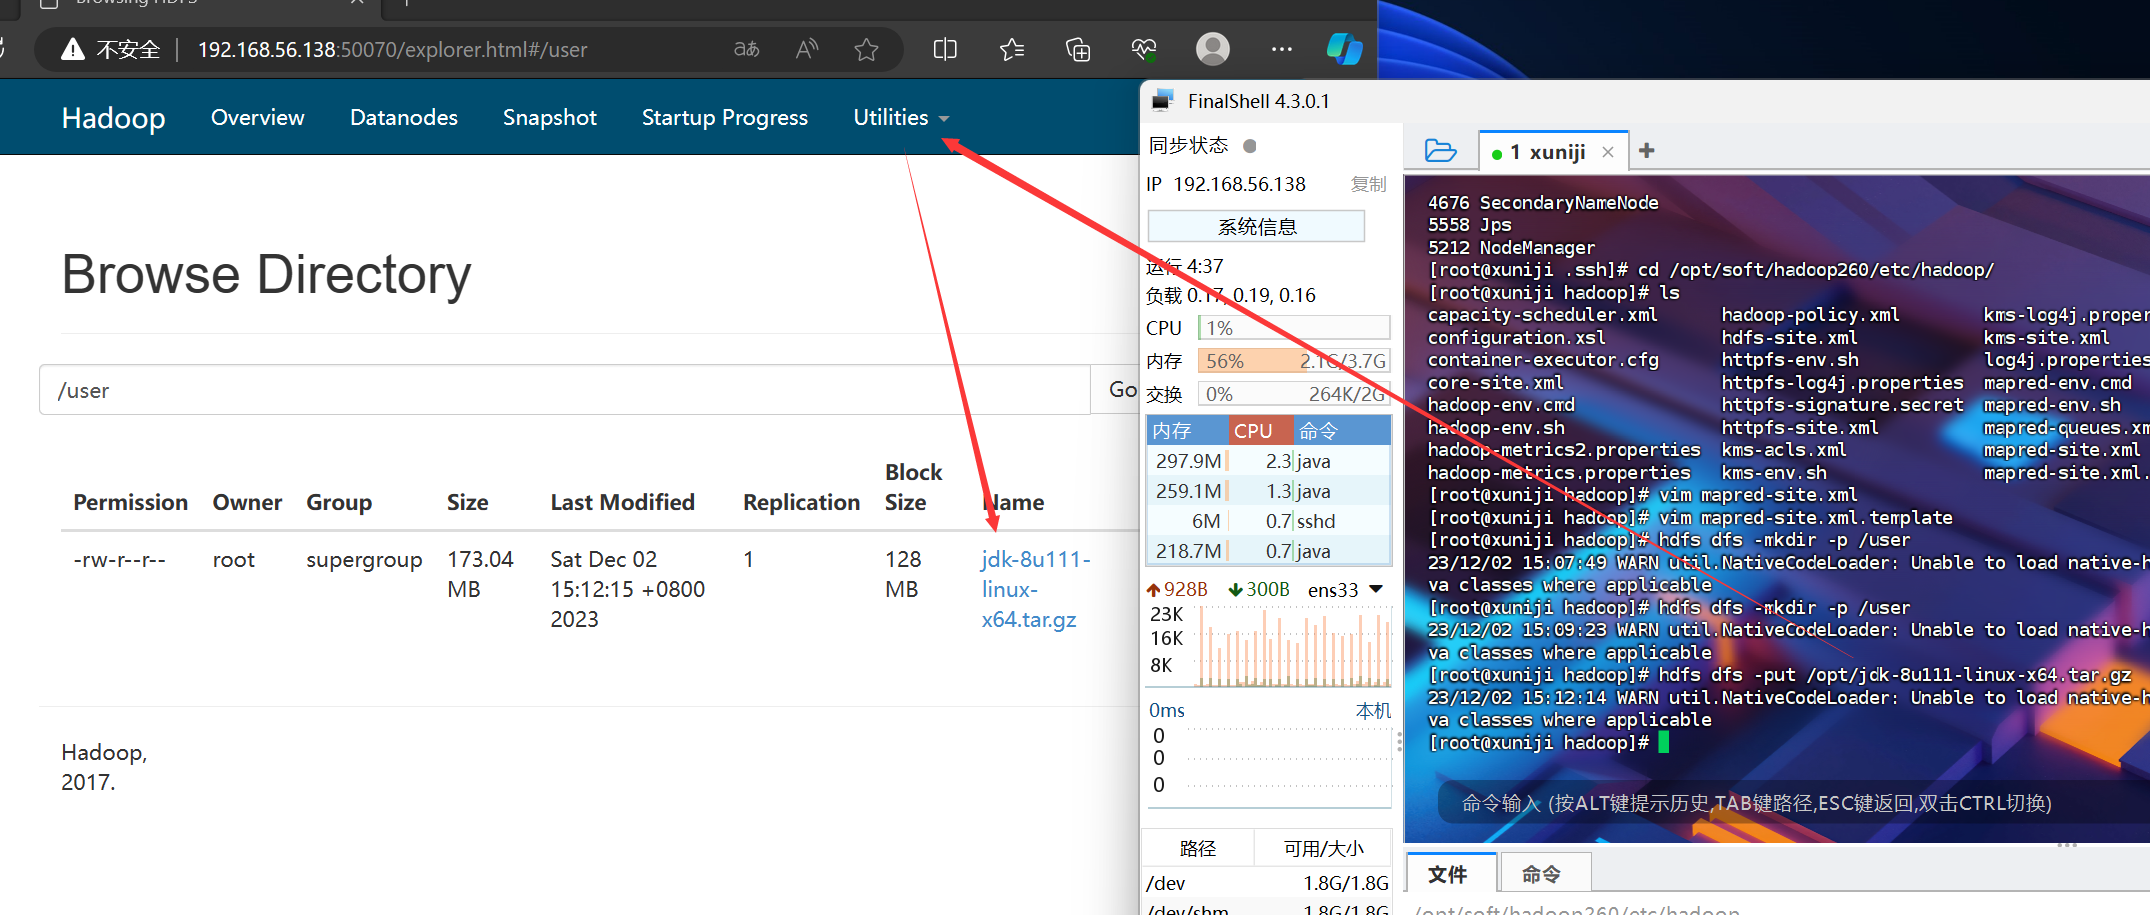 不安全 192.168.56.138:50070/explorer.html#/user
Hadoop Overview Datanodes Snapshot Startup Progress Utilities
Browse Directory
/user Go
Permission Owner Group Size Last Modified Replication Block Size Name
-rw-r--r-- root supergroup 173.04 MB Sat Dec 02 15:12:15 +0800 2023 1 128 MB jdk-8u111-linux-x64.tar.gz
Hadoop,
2017.
FinalShell 4.3.0.1
同步状态
IP 192.168.56.138 复制
系统信息
运行 4:37
负载 0.17, 0.19, 0.16
CPU 1%
内存 56% 2.1G/3.7G
交换 0% 264K/2G
内存 CPU 命令
297.9M 2.3 java
259.1M 1.3 java
6M 0.7 sshd
218.7M 0.7 java
928B 300B ens33
23K
16K
8K
0ms 本机
0
0
0
路径 可用/大小
/dev 1.8G/1.8G
/dev/shm 1.8G/1.8G
1 xuniji
4676 SecondaryNameNode
5558 Jps
5212 NodeManager
[root@xuniji .ssh]# cd /opt/soft/hadoop260/etc/hadoop/
[root@xuniji hadoop]# ls
capacity-scheduler.xml hadoop-policy.xml kms-log4j.proper
configuration.xsl hdfs-site.xml kms-site.xml
container-executor.cfg httpfs-env.sh log4j.properties
core-site.xml httpfs-log4j.properties mapred-env.cmd
hadoop-env.cmd httpfs-signature.secret mapred-env.sh
hadoop-env.sh httpfs-site.xml mapred-queues.xm
hadoop-metrics2.properties kms-acls.xml mapred-site.xml
hadoop-metrics.properties kms-env.sh mapred-site.xml.
[root@xuniji hadoop]# vim mapred-site.xml
[root@xuniji hadoop]# vim mapred-site.xml.template
[root@xuniji hadoop]# hdfs dfs -mkdir -p /user
23/12/02 15:07:49 WARN util.NativeCodeLoader: Unable to load native-h
va classes where applicable
[root@xuniji hadoop]# hdfs dfs -mkdir -p /user
23/12/02 15:09:23 WARN util.NativeCodeLoader: Unable to load native-h
va classes where applicable
[root@xuniji hadoop]# hdfs dfs -put /opt/jdk-8u111-linux-x64.tar.gz
23/12/02 15:12:14 WARN util.NativeCodeLoader: Unable to load native-h
va classes where applicable
[root@xuniji hadoop]#
命令输入 (按ALT键提示历史,TAB键路径,ESC键返回,双击CTRL切换)
文件 命令
/opt/soft/hadoop260/etc/hadoop